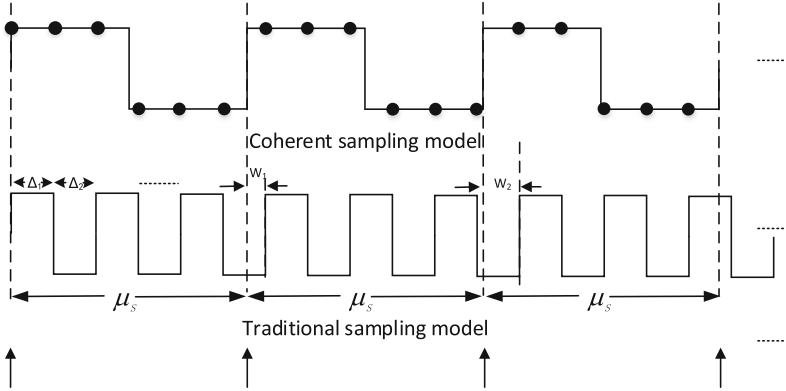 Coherent sampling model
Δ₁ Δ₂ W₁ W₂
μₛ μₛ μₛ
Traditional sampling model